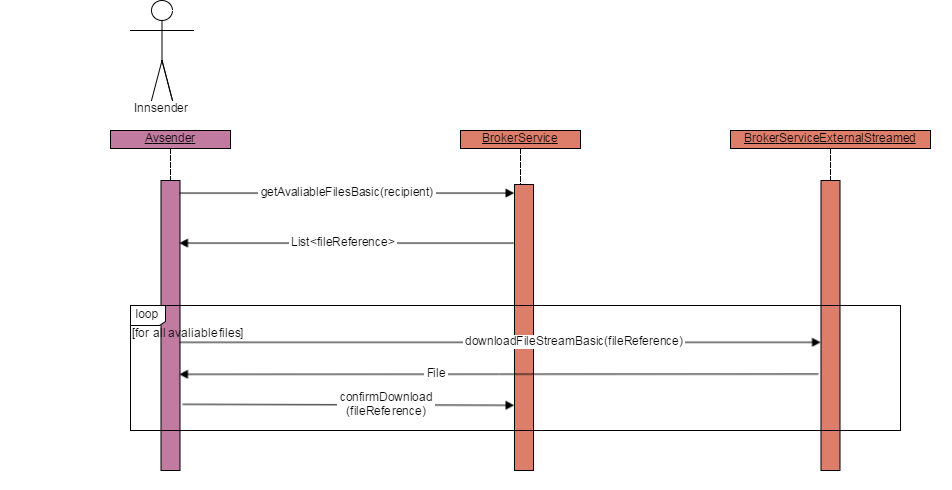 Innsender
Avsender
BrokerService
BrokerServiceExternalStreamed
getAvaliableFilesBasic(recipient)
List<fileReference>
loop
[for all avaliable files]
downloadFileStreamBasic(fileReference)
File
confirmDownload
(fileReference)